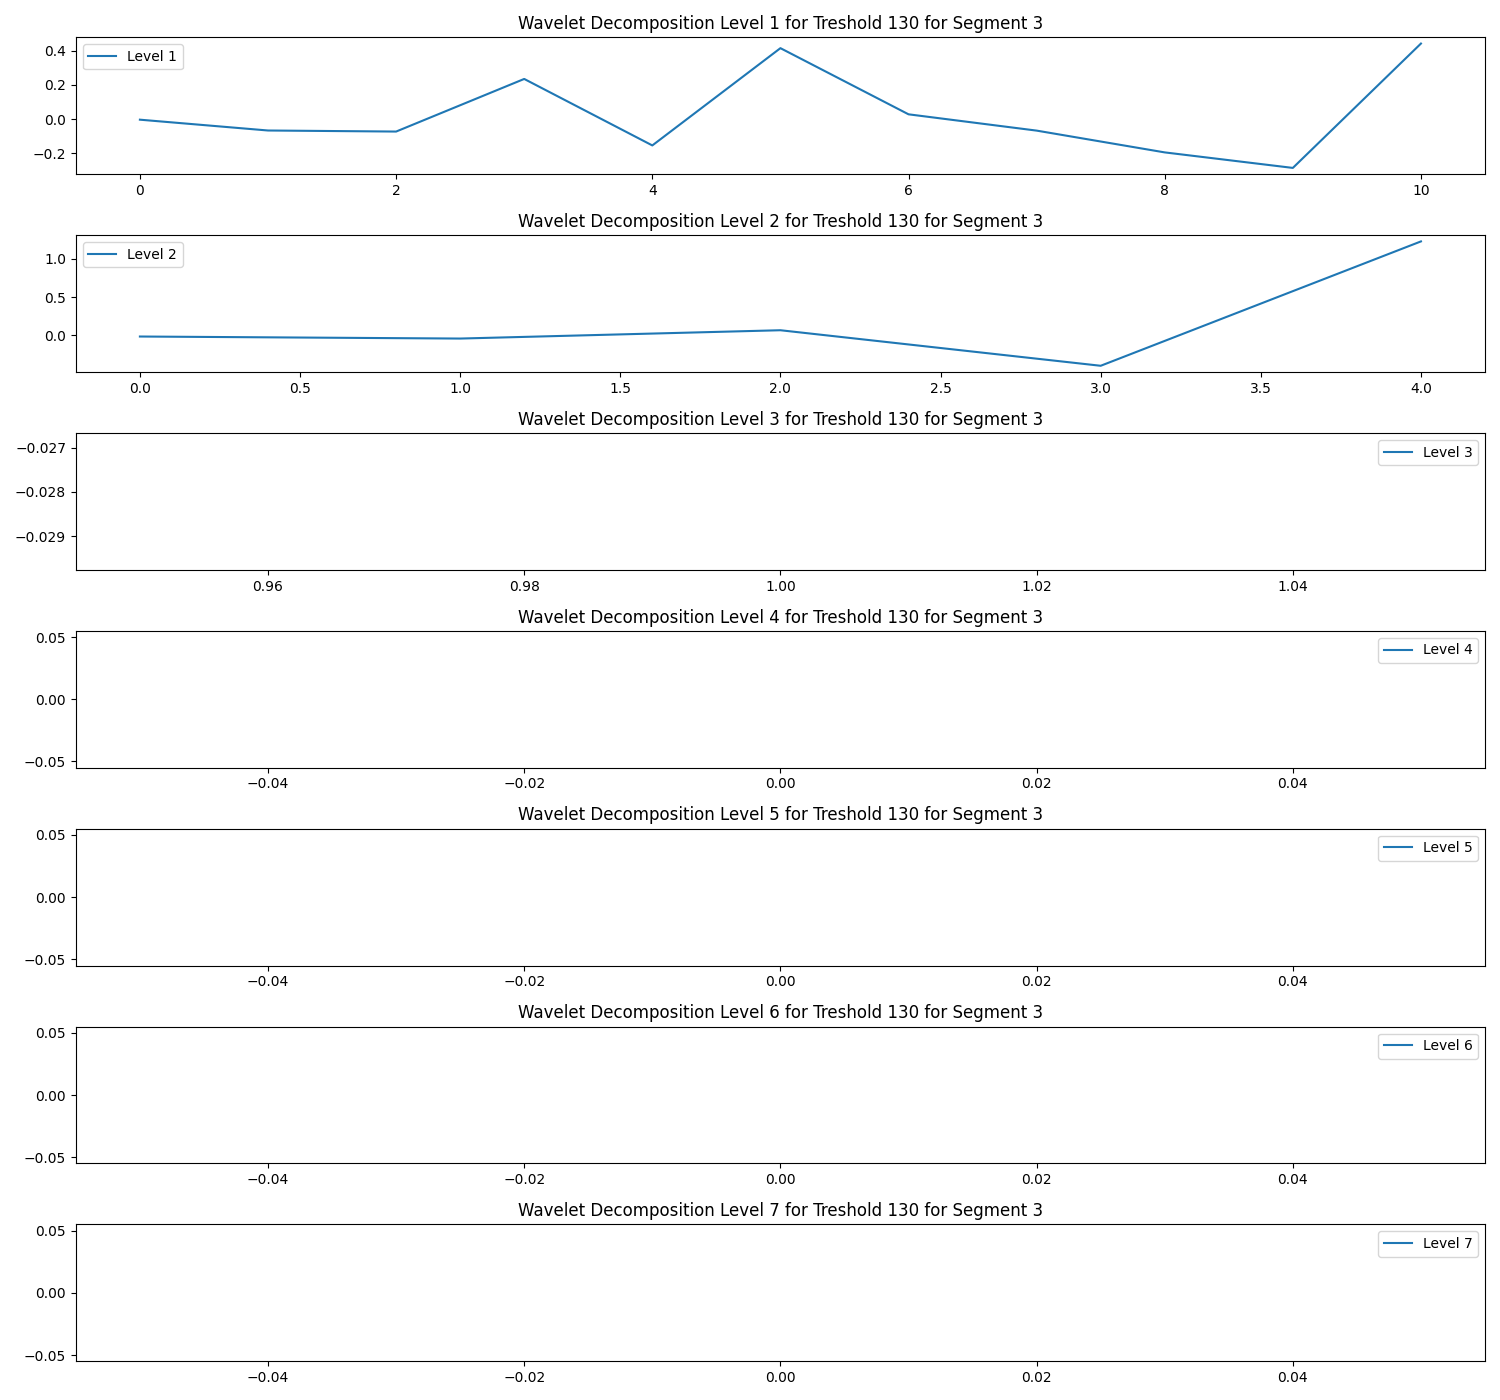 Wavelet Decomposition Level 1 for Treshold 130 for Segment 3
Level 1
0.4
0.2
0.0
−0.2
0 2 4 6 8 10
Wavelet Decomposition Level 2 for Treshold 130 for Segment 3
Level 2
1.0
0.5
0.0
0.0 0.5 1.0 1.5 2.0 2.5 3.0 3.5 4.0
Wavelet Decomposition Level 3 for Treshold 130 for Segment 3
Level 3
−0.027
−0.028
−0.029
0.96 0.98 1.00 1.02 1.04
Wavelet Decomposition Level 4 for Treshold 130 for Segment 3
Level 4
0.05
0.00
−0.05
−0.04 −0.02 0.00 0.02 0.04
Wavelet Decomposition Level 5 for Treshold 130 for Segment 3
Level 5
0.05
0.00
−0.05
−0.04 −0.02 0.00 0.02 0.04
Wavelet Decomposition Level 6 for Treshold 130 for Segment 3
Level 6
0.05
0.00
−0.05
−0.04 −0.02 0.00 0.02 0.04
Wavelet Decomposition Level 7 for Treshold 130 for Segment 3
Level 7
0.05
0.00
−0.05
−0.04 −0.02 0.00 0.02 0.04